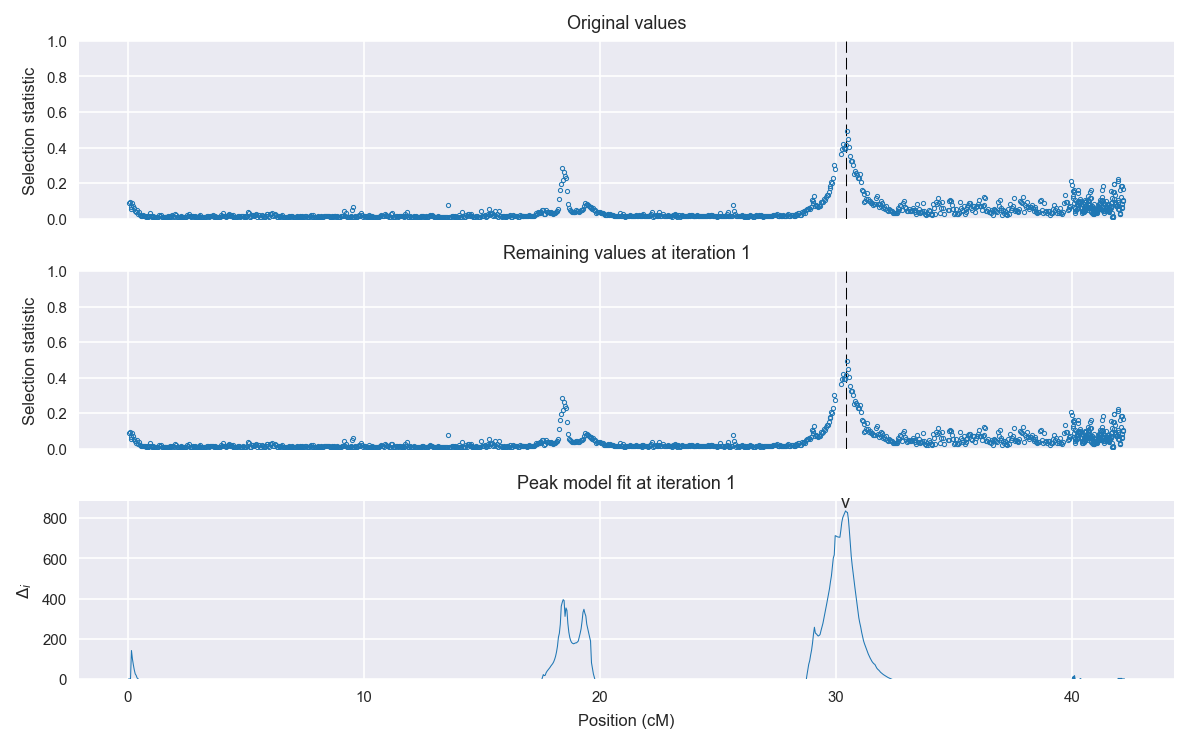 Original values
1.0
0.8
0.6
0.4
0.2
0.0
Selection statistic
Remaining values at iteration 1
1.0
0.8
0.6
0.4
0.2
0.0
Selection statistic
Peak model fit at iteration 1
v
800
600
400
200
0
Δi
0 10 20 30 40
Position (cM)